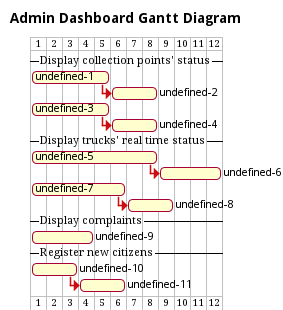 Admin Dashboard Gantt Diagram
1 2 3 4 5 6 7 8 9 10 11 12
Display collection points' status
undefined-1
undefined-2
undefined-3
undefined-4
Display trucks' real time status
undefined-5
undefined-6
undefined-7
undefined-8
Display complaints
undefined-9
Register new citizens
undefined-10
undefined-11
1 2 3 4 5 6 7 8 9 10 11 12